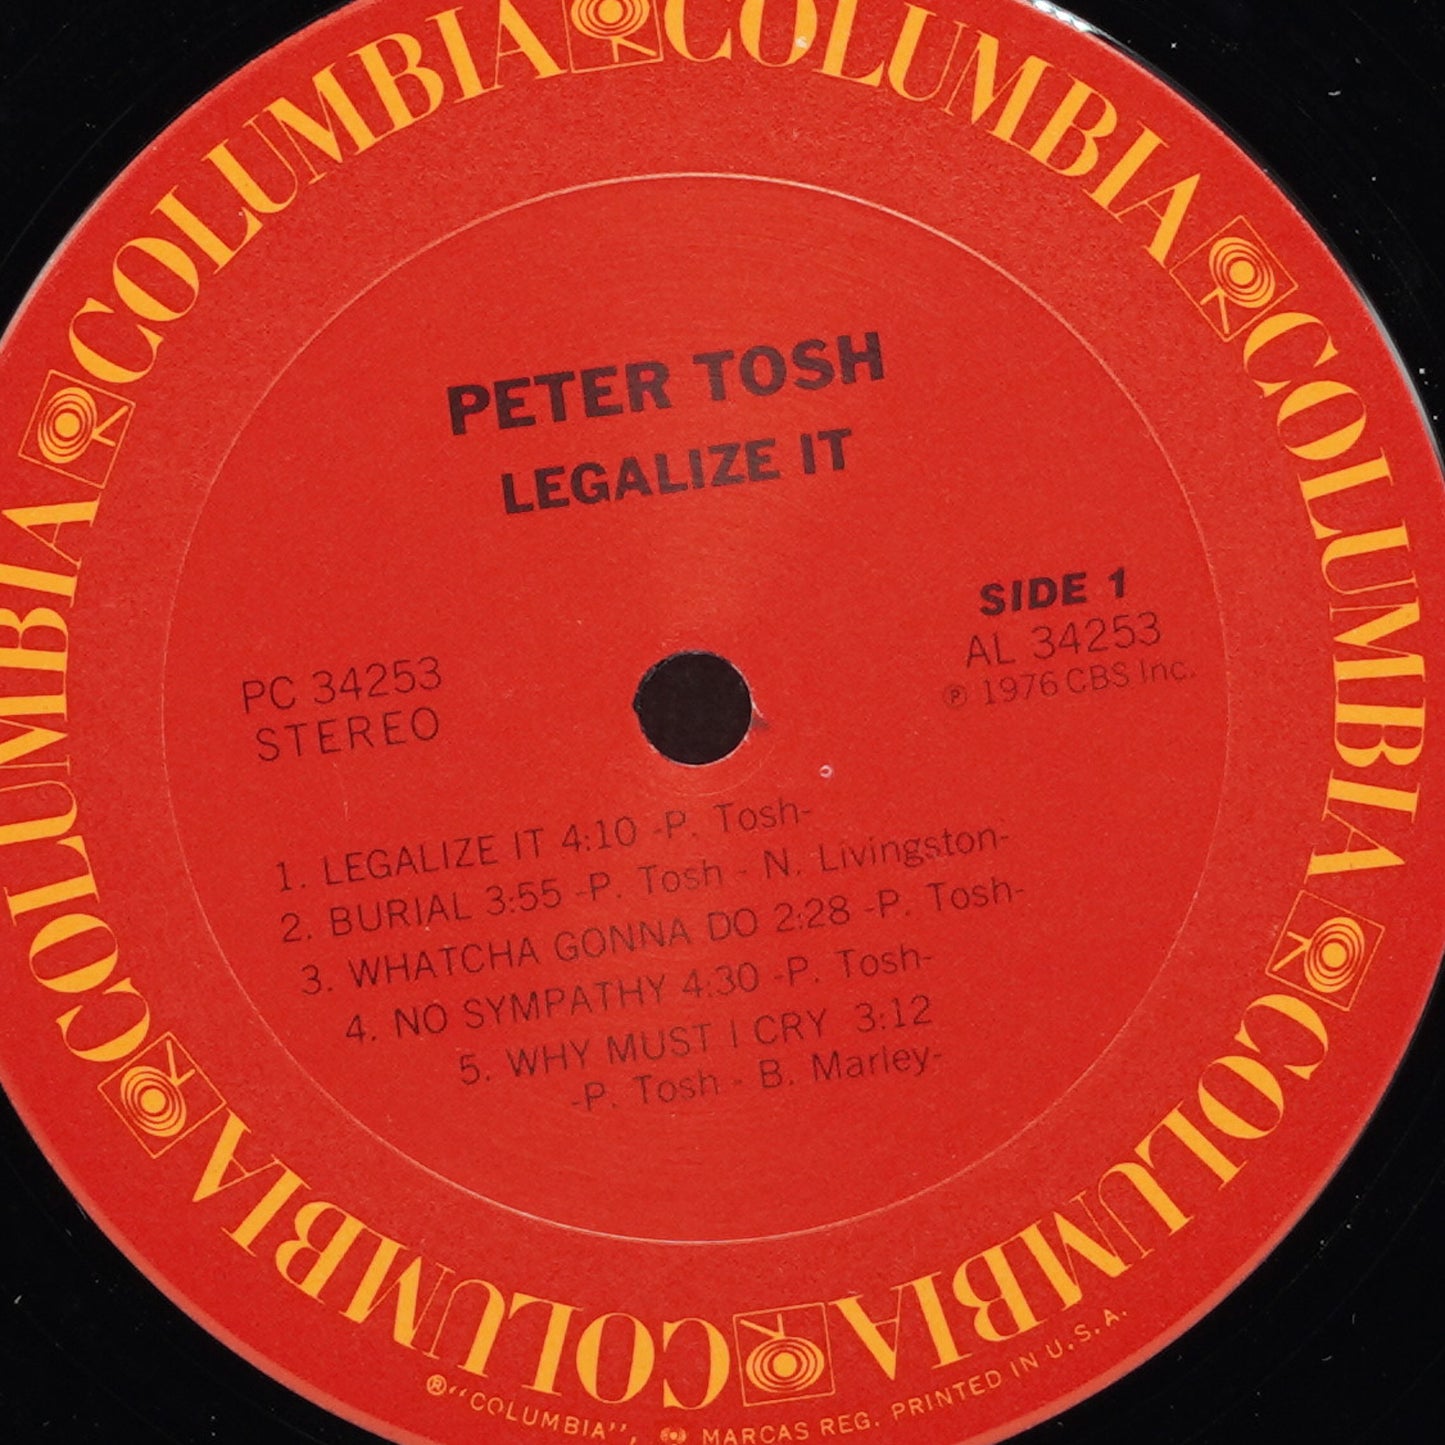 COLUMBIA COLUMBIA COLUMBIA COLUMBIA COLUMBIA COLUMBIA
PETER TOSH
LEGALIZE IT
SIDE 1
AL 34253
℗ 1976 CBS Inc.
PC 34253
STEREO
1. LEGALIZE IT 4:10 -P. Tosh-
2. BURIAL 3:55 -P. Tosh - N. Livingston-
3. WHATCHA GONNA DO 2:28 -P. Tosh-
4. NO SYMPATHY 4:30 -P. Tosh-
5. WHY MUST I CRY 3:12
-P. Tosh - B. Marley-
®"COLUMBIA", MARCAS REG. PRINTED IN U.S.A.